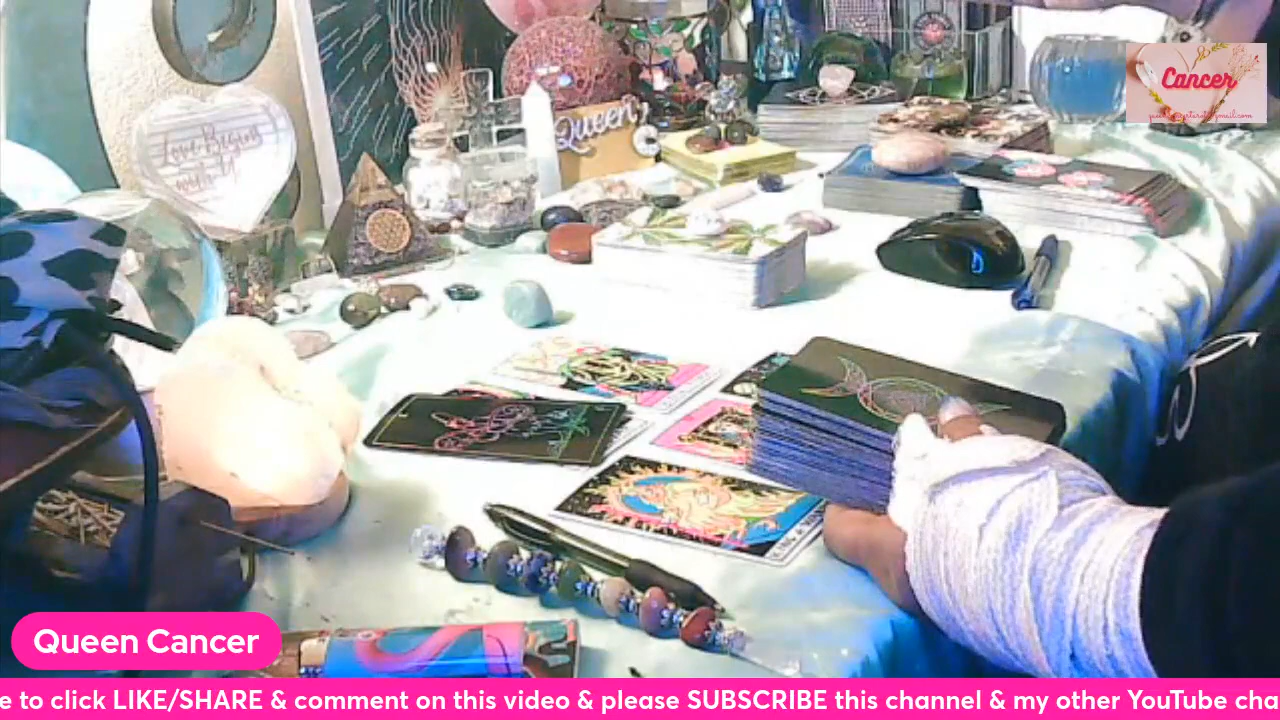 Love Begins
with U
Queen
Cancer
Queen Cancer
e to click LIKE/SHARE & comment on this video & please SUBSCRIBE this channel & my other YouTube cha